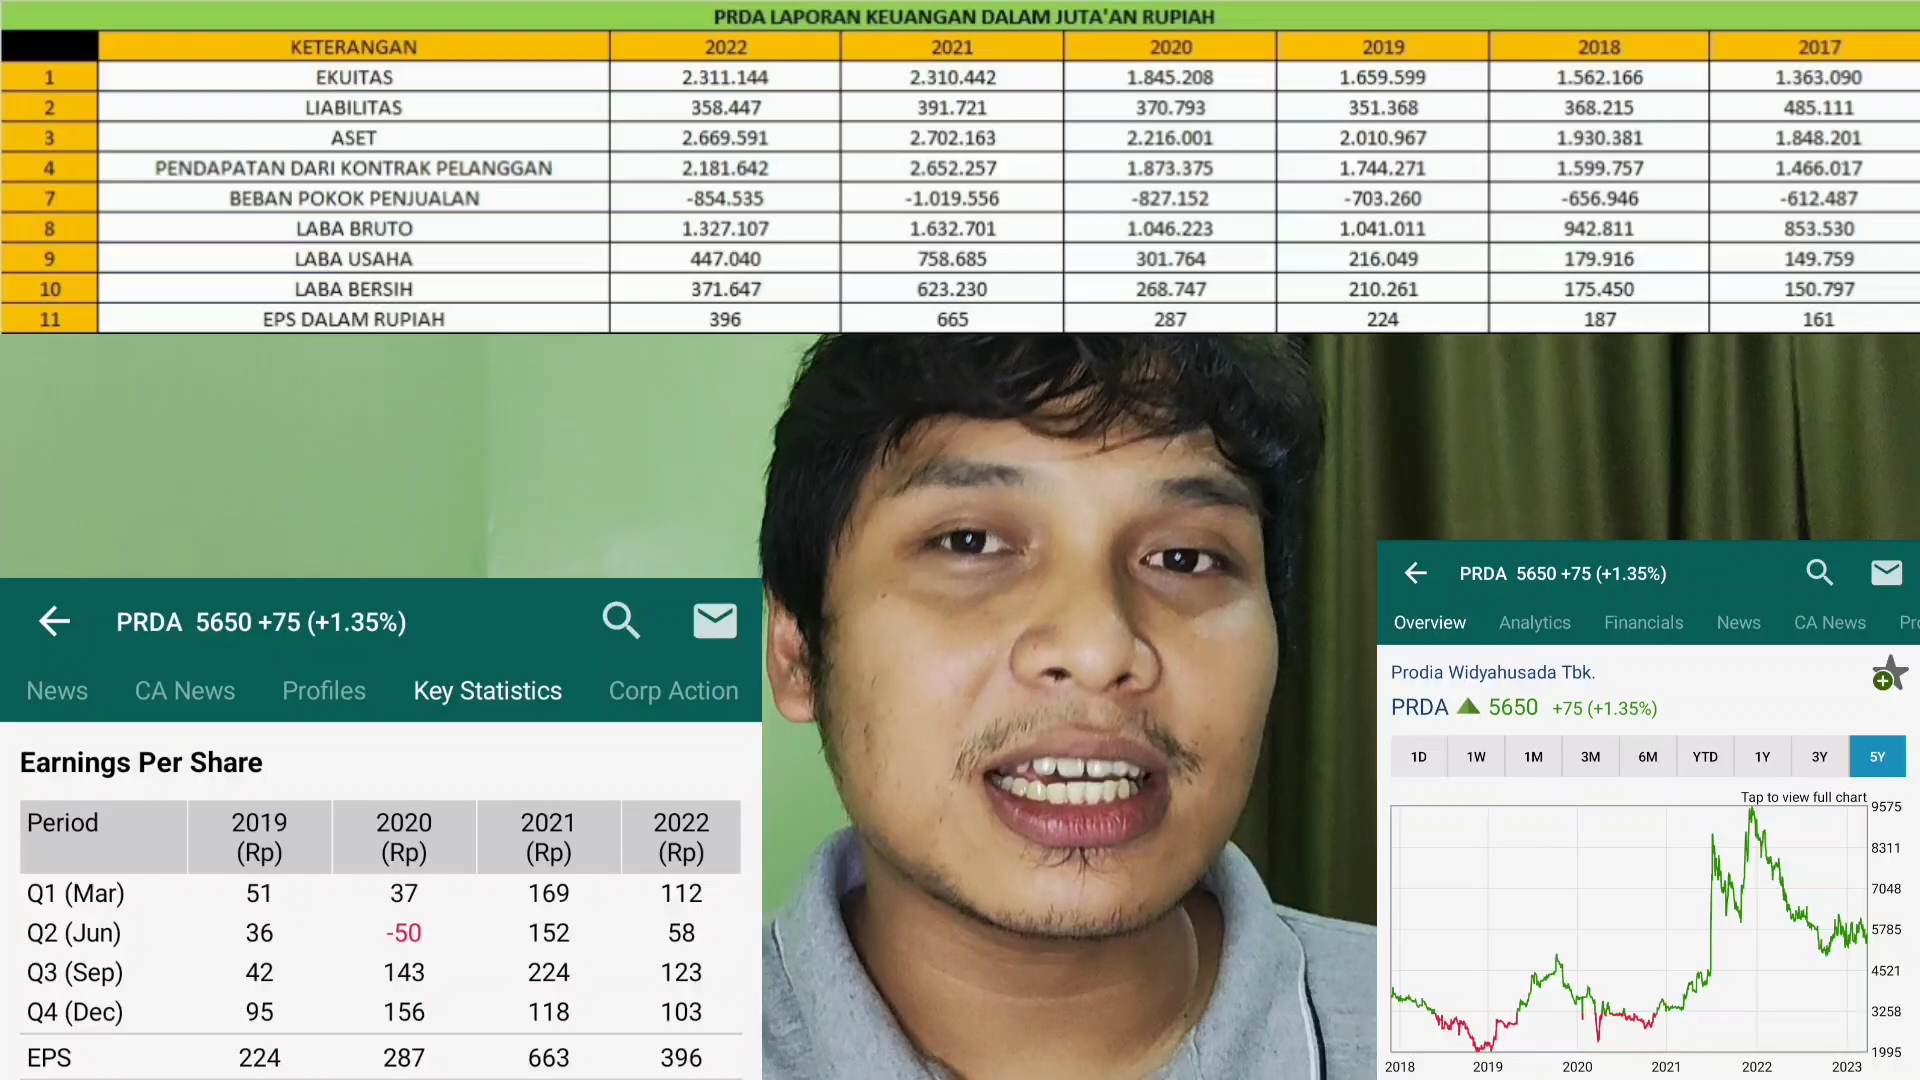 PRDA LAPORAN KEUANGAN DALAM JUTA'AN RUPIAH
KETERANGAN 2022 2021 2020 2019 2018 2017
1 EKUITAS 2.311.144 2.310.442 1.845.208 1.659.599 1.562.166 1.363.090
2 LIABILITAS 358.447 391.721 370.793 351.368 368.215 485.111
3 ASET 2.669.591 2.702.163 2.216.001 2.010.967 1.930.381 1.848.201
4 PENDAPATAN DARI KONTRAK PELANGGAN 2.181.642 2.652.257 1.873.375 1.744.271 1.599.757 1.466.017
7 BEBAN POKOK PENJUALAN -854.535 -1.019.556 -827.152 -703.260 -656.946 -612.487
8 LABA BRUTO 1.327.107 1.632.701 1.046.223 1.041.011 942.811 853.530
9 LABA USAHA 447.040 758.685 301.764 216.049 179.916 149.759
10 LABA BERSIH 371.647 623.230 268.747 210.261 175.450 150.797
11 EPS DALAM RUPIAH 396 665 287 224 187 161
PRDA 5650 +75 (+1.35%)
News CA News Profiles Key Statistics Corp Action
Earnings Per Share
Period 2019 (Rp) 2020 (Rp) 2021 (Rp) 2022 (Rp)
Q1 (Mar) 51 37 169 112
Q2 (Jun) 36 -50 152 58
Q3 (Sep) 42 143 224 123
Q4 (Dec) 95 156 118 103
EPS 224 287 663 396
PRDA 5650 +75 (+1.35%)
Overview Analytics Financials News CA News Pro
Prodia Widyahusada Tbk.
PRDA 5650 +75 (+1.35%)
1D 1W 1M 3M 6M YTD 1Y 3Y 5Y
Tap to view full chart
9575
8311
7048
5785
4521
3258
1995
2018 2019 2020 2021 2022 2023